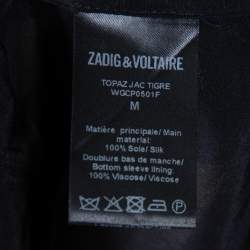 ZADIG & VOLTAIRE
TOPAZ JAC TIGRE
WGCP0501F
M
Matière principale/ Main
material:
100% Soie/ Silk
Doublure bas de manche/
Bottom sleeve lining:
100% Viscose/ Viscose